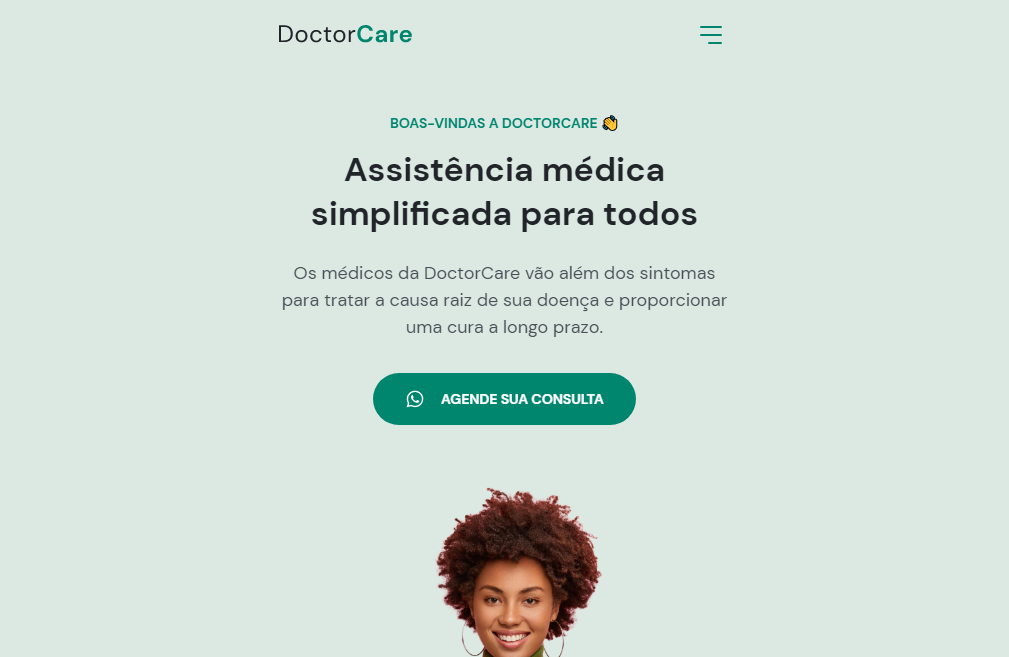 DoctorCare
BOAS-VINDAS A DOCTORCARE 👋
Assistência médica
simplificada para todos
Os médicos da DoctorCare vão além dos sintomas
para tratar a causa raiz de sua doença e proporcionar
uma cura a longo prazo.
AGENDE SUA CONSULTA